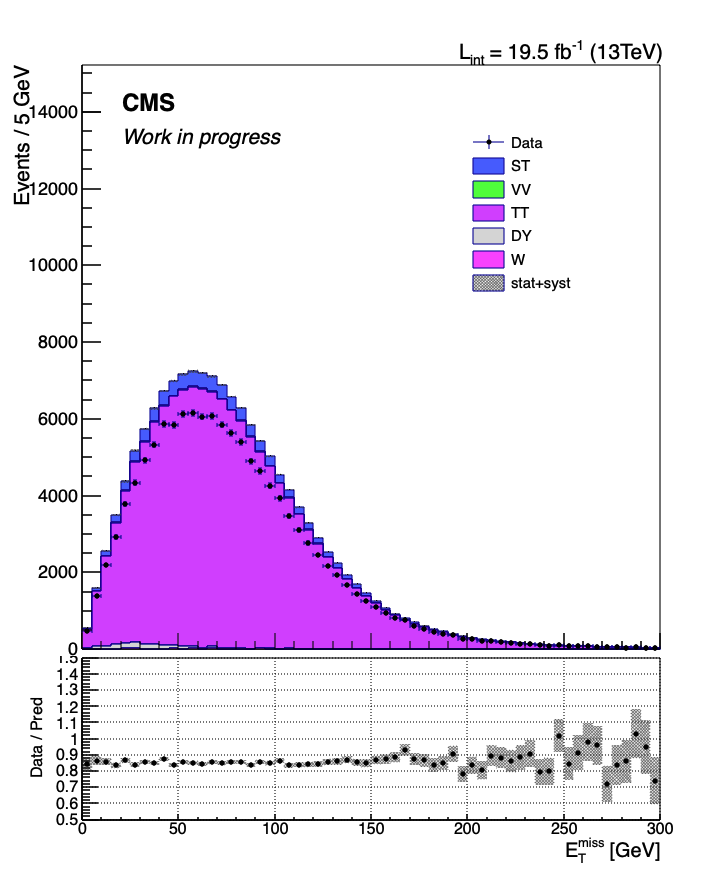 L_int = 19.5 fb^-1 (13TeV)
Events / 5 GeV
CMS
Work in progress
Data
ST
VV
TT
DY
W
stat+syst
14000
12000
10000
8000
6000
4000
2000
0
Data / Pred
1.5
1.4
1.3
1.2
1.1
1
0.9
0.8
0.7
0.6
0.5
0 50 100 150 200 250 300
E_T^miss [GeV]